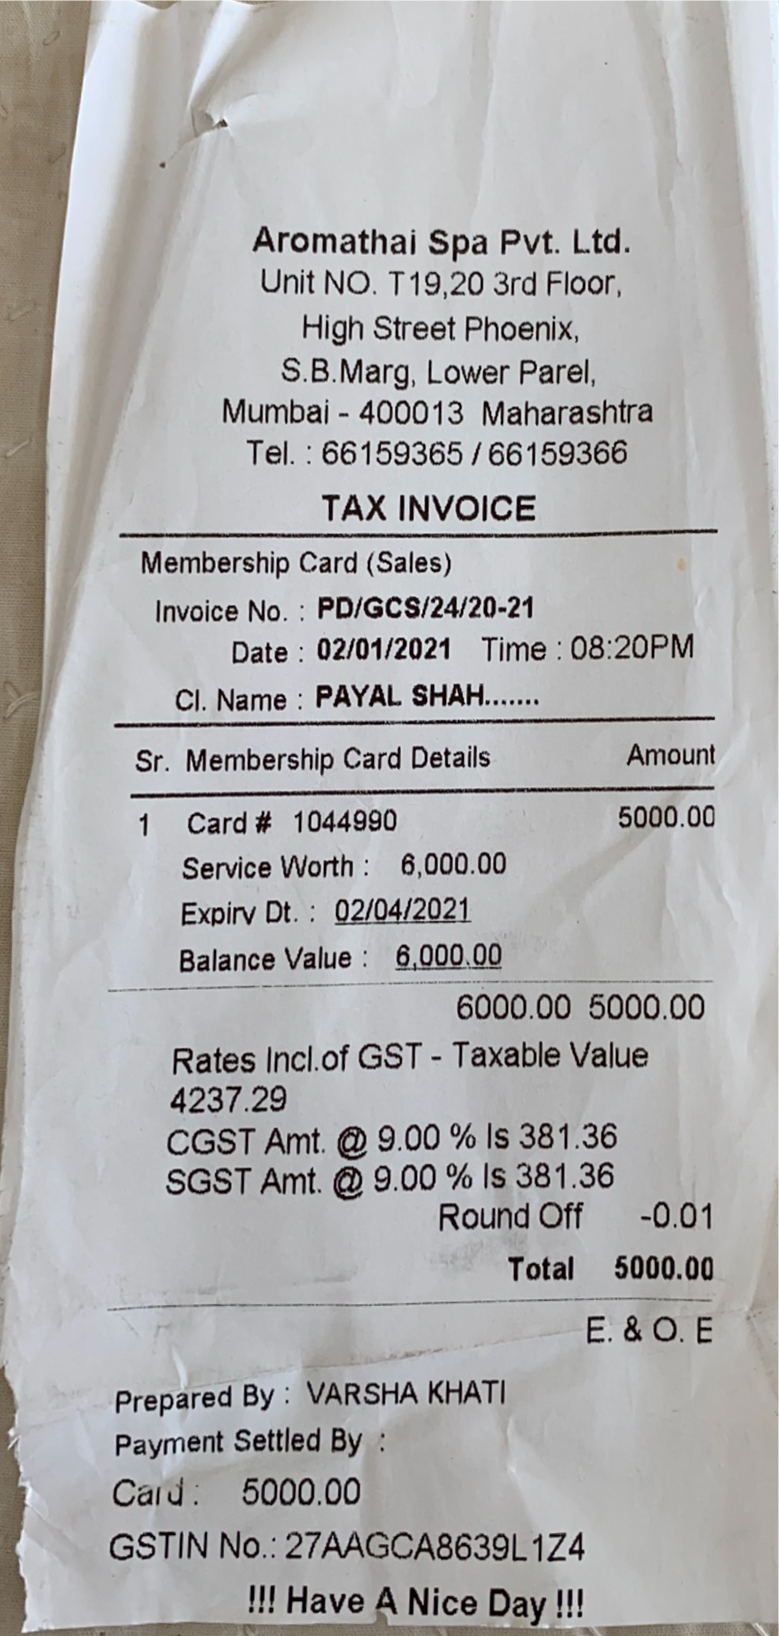 Aromathai Spa Pvt. Ltd.
Unit NO. T19,20 3rd Floor,
High Street Phoenix,
S.B.Marg, Lower Parel,
Mumbai - 400013 Maharashtra
Tel. : 66159365 / 66159366
TAX INVOICE
Membership Card (Sales)
Invoice No. : PD/GCS/24/20-21
Date : 02/01/2021 Time : 08:20PM
Cl. Name : PAYAL SHAH.......
Sr. Membership Card Details Amount
1 Card # 1044990 5000.00
Service Worth : 6,000.00
Expiry Dt. : 02/04/2021
Balance Value : 6,000.00
6000.00 5000.00
Rates Incl.of GST - Taxable Value
4237.29
CGST Amt. @ 9.00 % Is 381.36
SGST Amt. @ 9.00 % Is 381.36
Round Off -0.01
Total 5000.00
E. & O. E
Prepared By : VARSHA KHATI
Payment Settled By :
Card : 5000.00
GSTIN No.: 27AAGCA8639L1Z4
!!! Have A Nice Day !!!